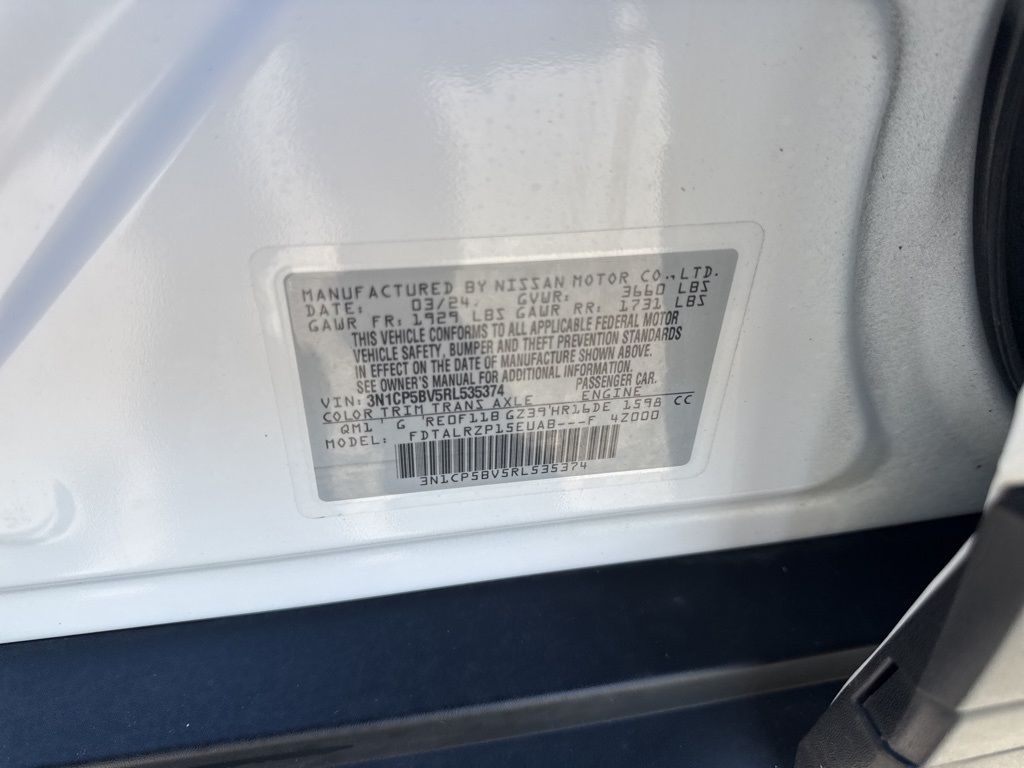 MANUFACTURED BY NISSAN MOTOR CO., LTD.
DATE: 03/24 GVWR: 3660 LBS
GAWR FR: 1929 LBS GAWR RR: 1731 LBS
THIS VEHICLE CONFORMS TO ALL APPLICABLE FEDERAL MOTOR
VEHICLE SAFETY, BUMPER AND THEFT PREVENTION STANDARDS
IN EFFECT ON THE DATE OF MANUFACTURE SHOWN ABOVE.
SEE OWNER'S MANUAL FOR ADDITIONAL INFORMATION.
VIN: 3N1CP5BV5RL535374 PASSENGER CAR.
COLOR TRIM TRANS AXLE ENGINE
QM1 G RE0F11B GZ39 HR16DE 1598 CC
MODEL: FDTALRZP15EUAB---F 4Z000
3N1CP5BV5RL535374